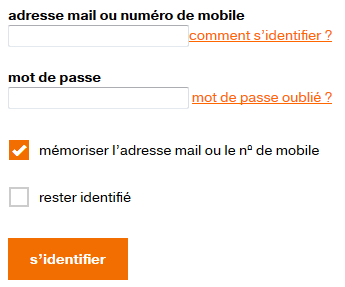 adresse mail ou numéro de mobile
comment s'identifier ?
mot de passe
mot de passe oublié ?
mémoriser l'adresse mail ou le nº de mobile
rester identifié
s'identifier